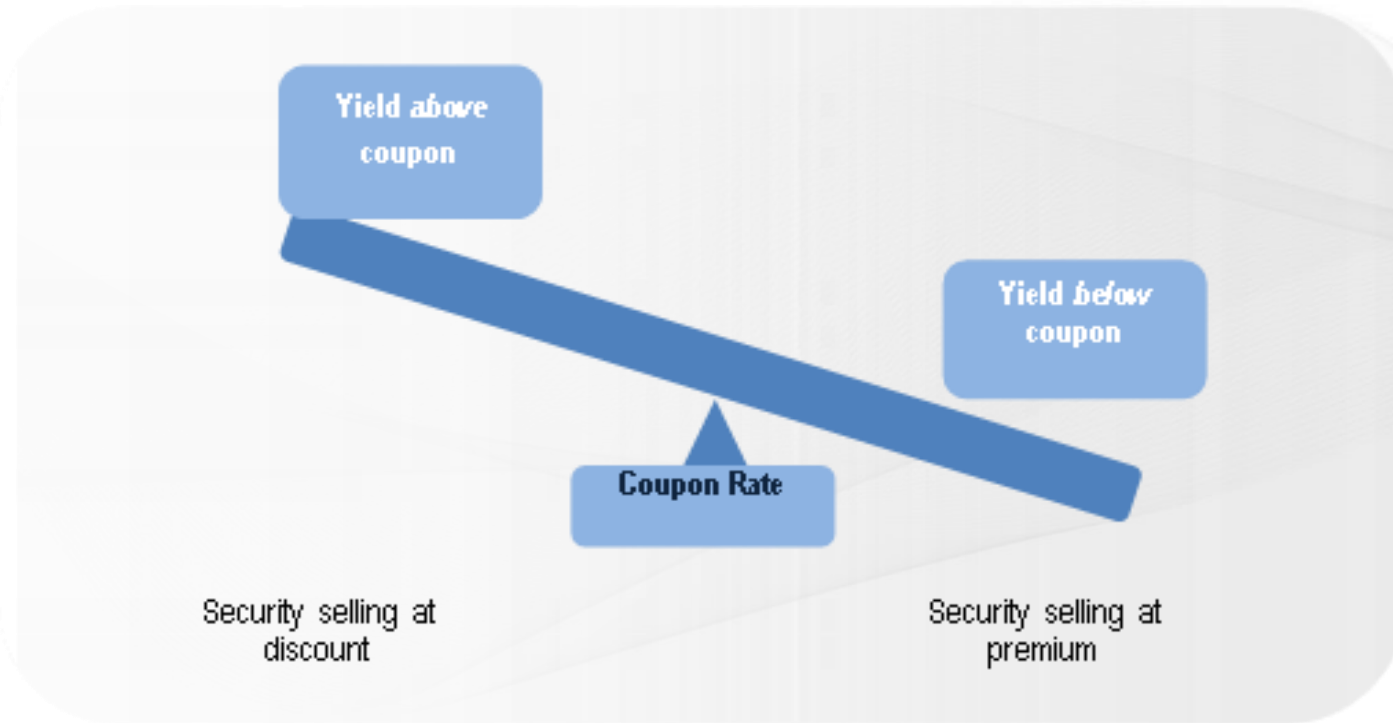 Yield above
coupon
Yield below
coupon
Coupon Rate
Security selling at
discount
Security selling at
premium